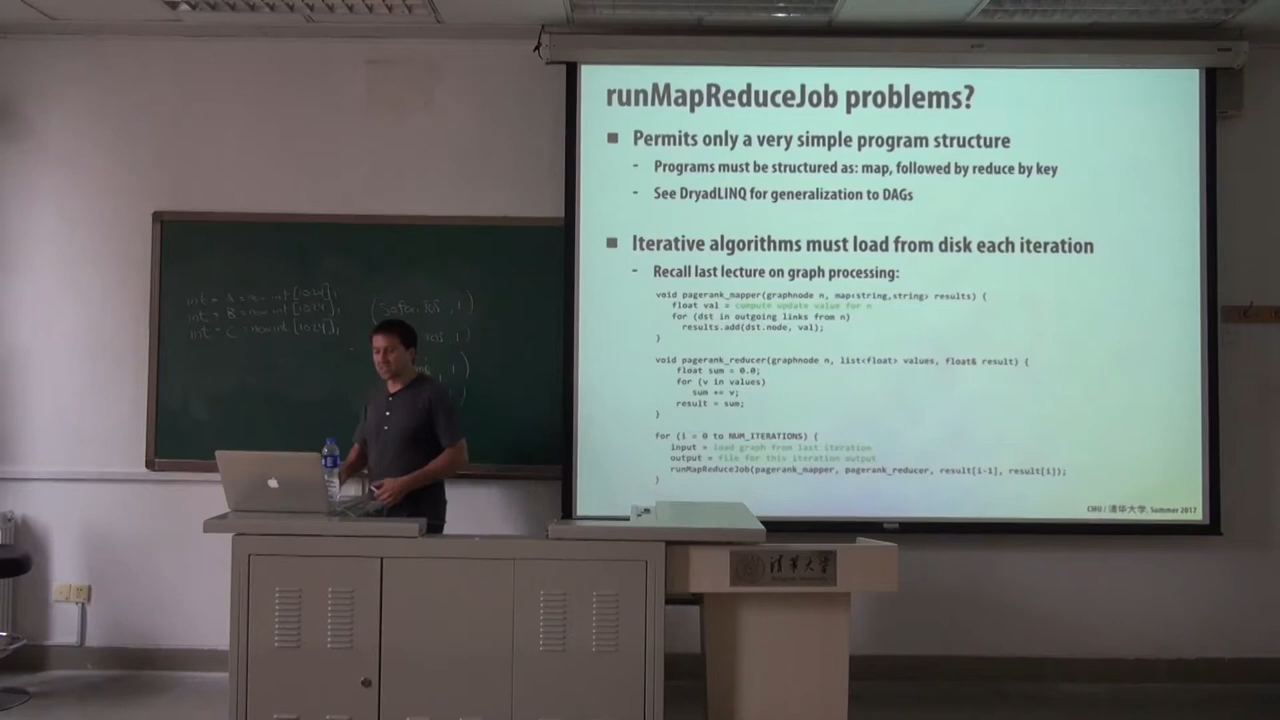 runMapReduceJob problems?
■ Permits only a very simple program structure
- Programs must be structured as: map, followed by reduce by key
- See DryadLINQ for generalization to DAGs
■ Iterative algorithms must load from disk each iteration
- Recall last lecture on graph processing:
void pagerank_mapper(graphnode n, map<string,string> results) {
float val = compute update value for n
for (dst in outgoing links from n)
results.add(dst.node, val);
}
void pagerank_reducer(graphnode n, list<float> values, float& result) {
float sum = 0.0;
for (v in values)
sum += v;
result = sum;
}
for (i = 0 to NUM_ITERATIONS) {
input = load graph from last iteration
output = file for this iteration output
runMapReduceJob(pagerank_mapper, pagerank_reducer, result[i-1], result[i]);
}
CMU / 清华大学, Summer 2017
清華大学